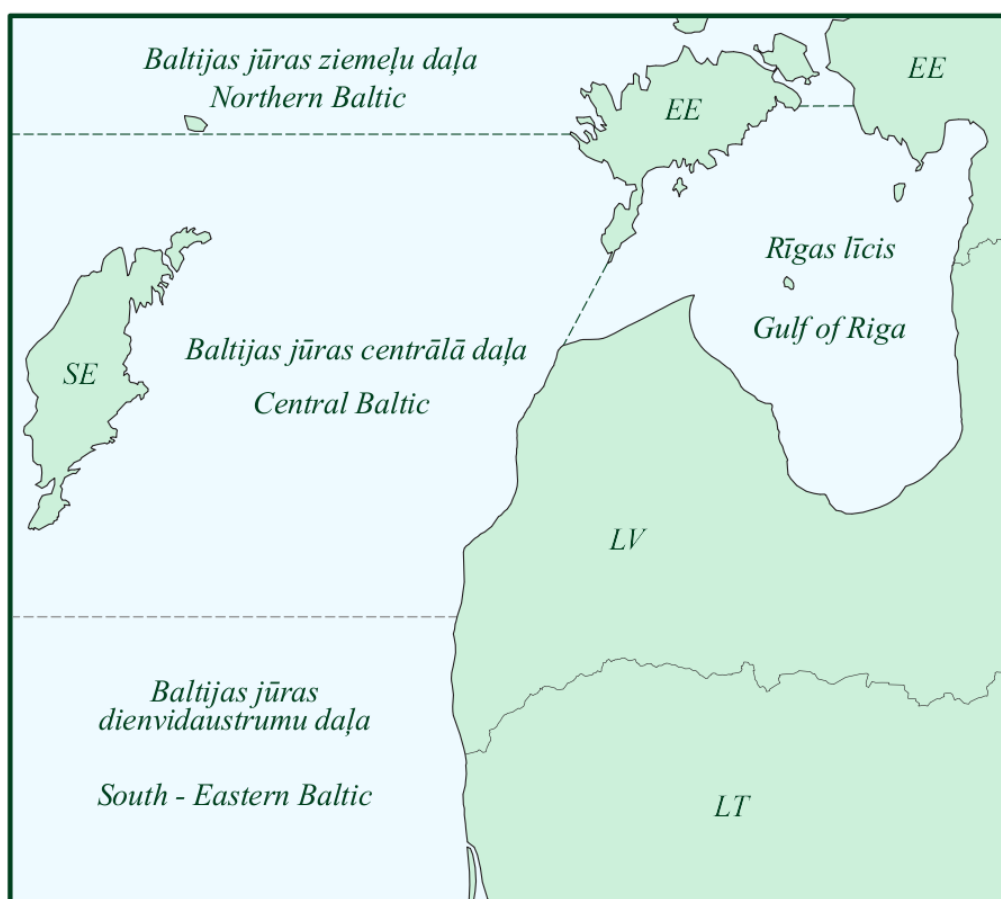 Baltijas jūras ziemeļu daļa
Northern Baltic
EE
EE
Rīgas līcis
Gulf of Riga
SE
Baltijas jūras centrālā daļa
Central Baltic
LV
Baltijas jūras
dienvidaustrumu daļa
South - Eastern Baltic
LT